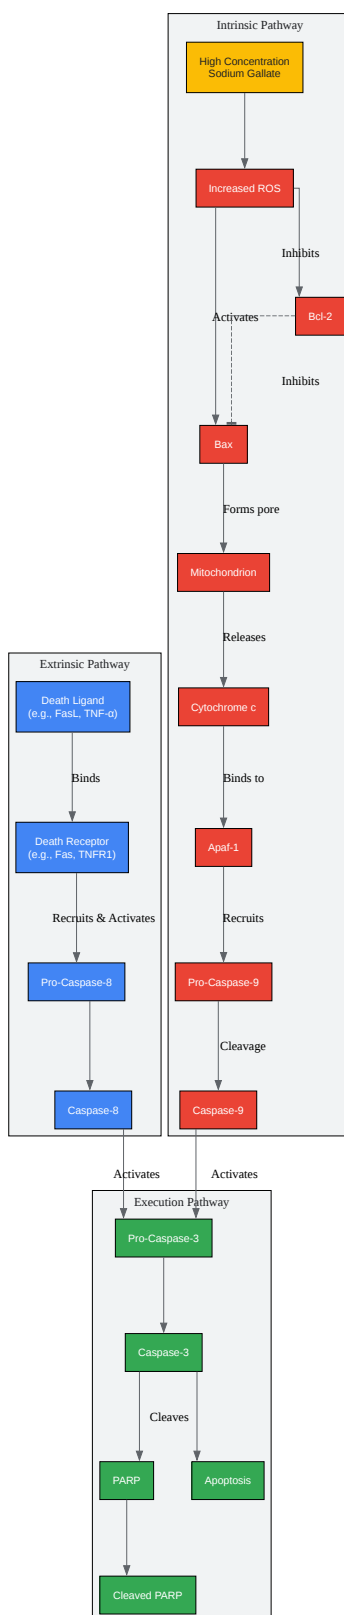 Intrinsic Pathway
High Concentration
Sodium Gallate
Increased ROS
Inhibits
Activates
Bcl-2
Inhibits
Bax
Forms pore
Mitochondrion
Releases
Cytochrome c
Binds to
Apaf-1
Recruits
Pro-Caspase-9
Cleavage
Caspase-9
Activates
Extrinsic Pathway
Death Ligand
(e.g., FasL, TNF-α)
Binds
Death Receptor
(e.g., Fas, TNFR1)
Recruits & Activates
Pro-Caspase-8
Caspase-8
Activates
Execution Pathway
Pro-Caspase-3
Caspase-3
Cleaves
PARP
Apoptosis
Cleaved PARP